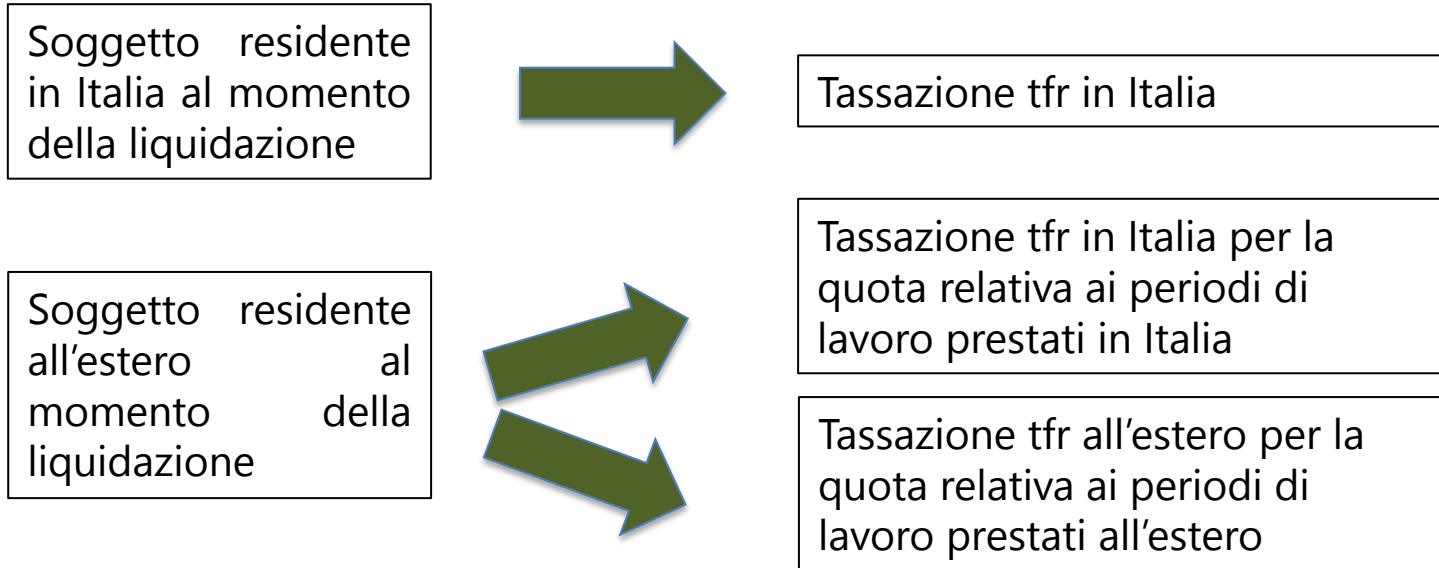 Soggetto residente
in Italia al momento
della liquidazione
Tassazione tfr in Italia
Soggetto residente
all'estero al
momento della
liquidazione
Tassazione tfr in Italia per la
quota relativa ai periodi di
lavoro prestati in Italia
Tassazione tfr all'estero per la
quota relativa ai periodi di
lavoro prestati all'estero